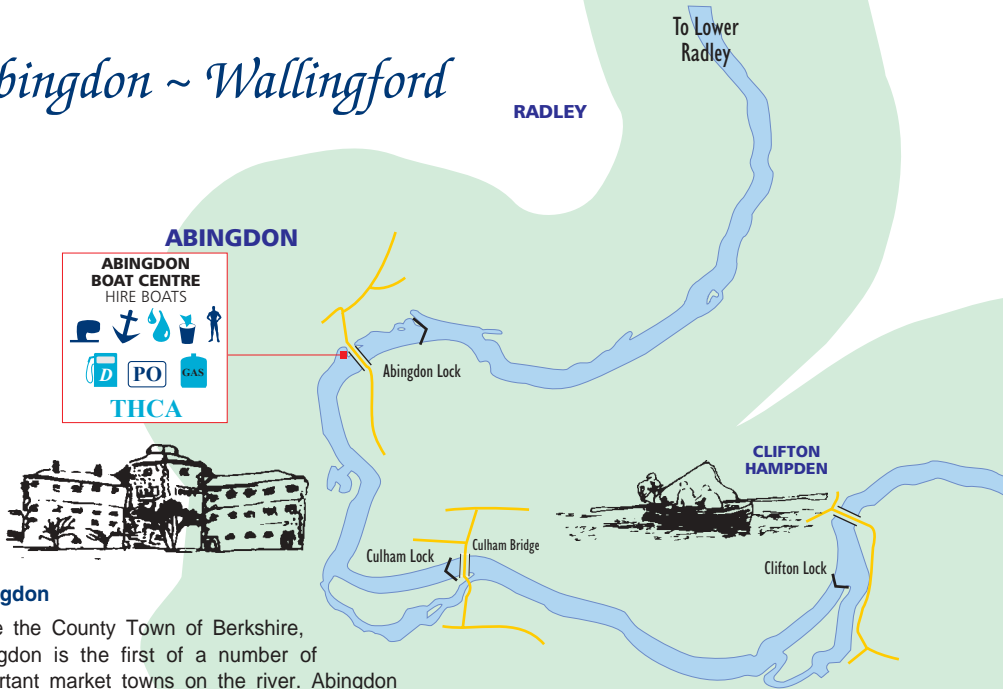 bingdon ~ Wallingford
To Lower
Radley
RADLEY
ABINGDON
ABINGDON
BOAT CENTRE
HIRE BOATS
D PO GAS
THCA
Abingdon Lock
CLIFTON
HAMPDEN
Culham Lock
Culham Bridge
Clifton Lock
gdon
e the County Town of Berkshire,
gdon is the first of a number of
rtant market towns on the river. Abingdon